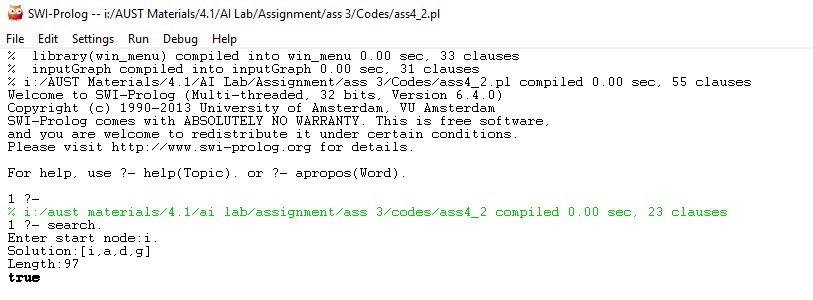 SWI-Prolog -- i:/AUST Materials/4.1/AI Lab/Assignment/ass 3/Codes/ass4_2.pl
File Edit Settings Run Debug Help
%  library(win_menu) compiled into win_menu 0.00 sec, 33 clauses
%  inputGraph compiled into inputGraph 0.00 sec, 31 clauses
% i:/AUST Materials/4.1/AI Lab/Assignment/ass 3/Codes/ass4_2.pl compiled 0.00 sec, 55 clauses
Welcome to SWI-Prolog (Multi-threaded, 32 bits, Version 6.4.0)
Copyright (c) 1990-2013 University of Amsterdam, VU Amsterdam
SWI-Prolog comes with ABSOLUTELY NO WARRANTY. This is free software,
and you are welcome to redistribute it under certain conditions.
Please visit http://www.swi-prolog.org for details.
For help, use ?- help(Topic). or ?- apropos(Word).
1 ?-
% i:/aust materials/4.1/ai lab/assignment/ass 3/codes/ass4_2 compiled 0.00 sec, 23 clauses
1 ?- search.
Enter start node:i.
Solution:[i,a,d,g]
Length:97
true